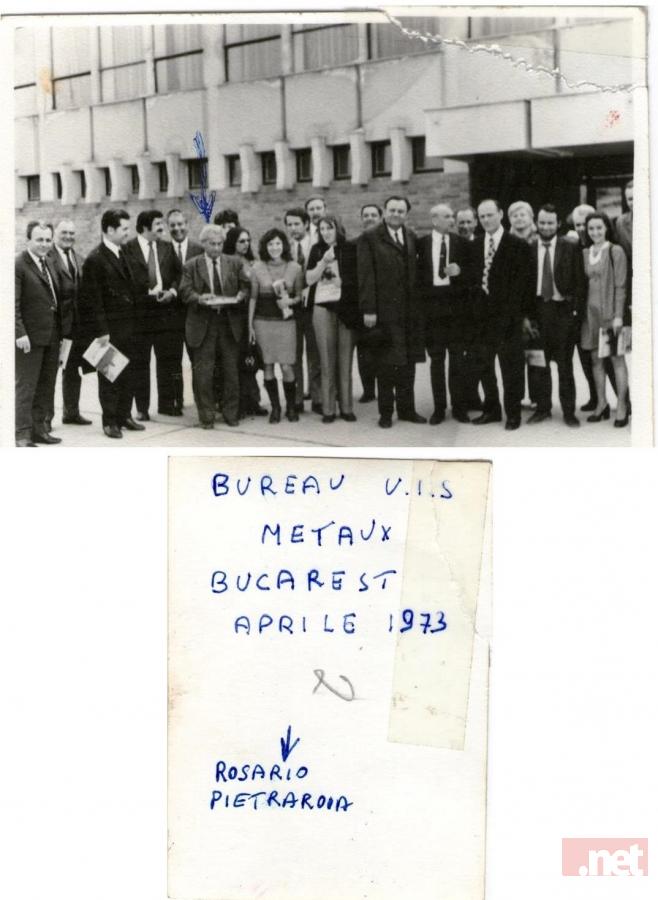 BUREAU U.I.S
METAUX
BUCAREST
APRILE 1973
ROSARIO
PIETRAROIA
.net